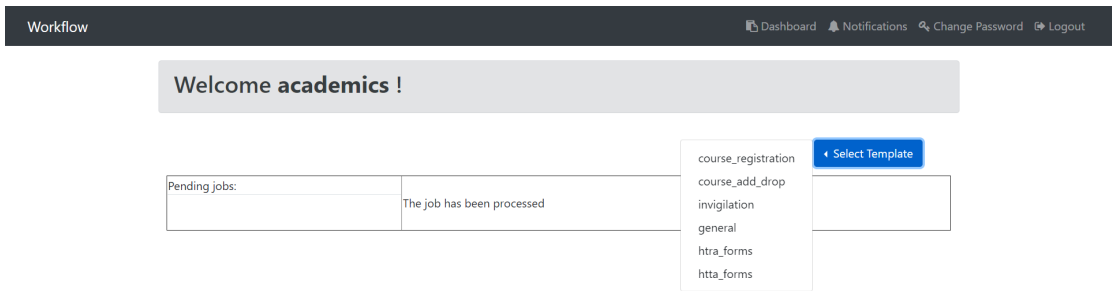 Workflow
Dashboard Notifications Change Password Logout
Welcome academics !
Select Template
course_registration
course_add_drop
invigilation
general
htra_forms
htta_forms
Pending jobs:
The job has been processed